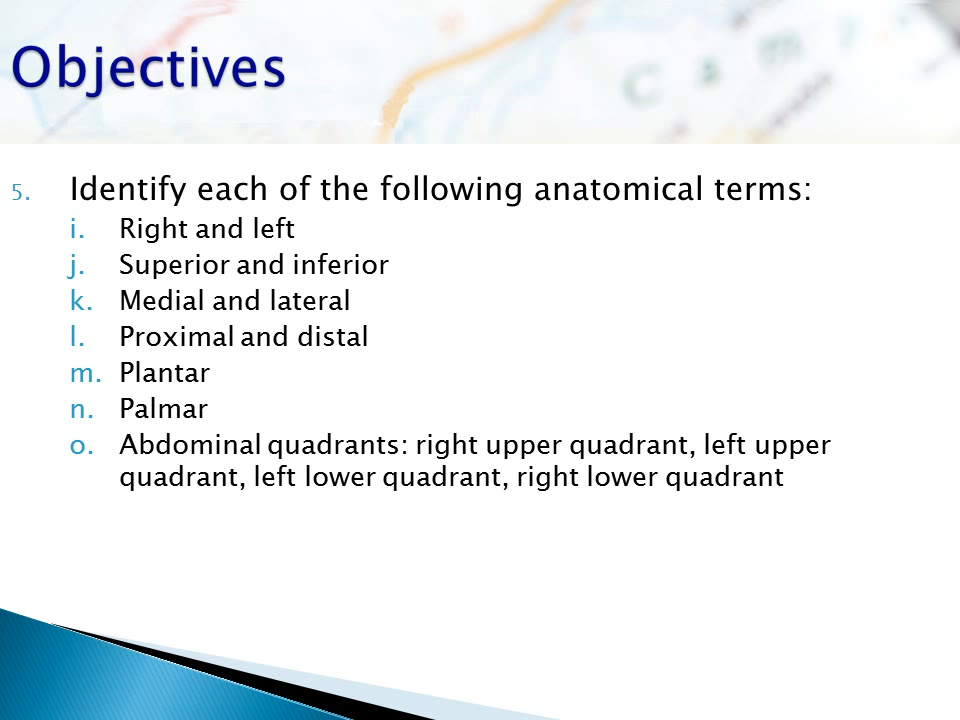 Objectives
5. Identify each of the following anatomical terms:
i. Right and left
j. Superior and inferior
k. Medial and lateral
l. Proximal and distal
m. Plantar
n. Palmar
o. Abdominal quadrants: right upper quadrant, left upper
quadrant, left lower quadrant, right lower quadrant